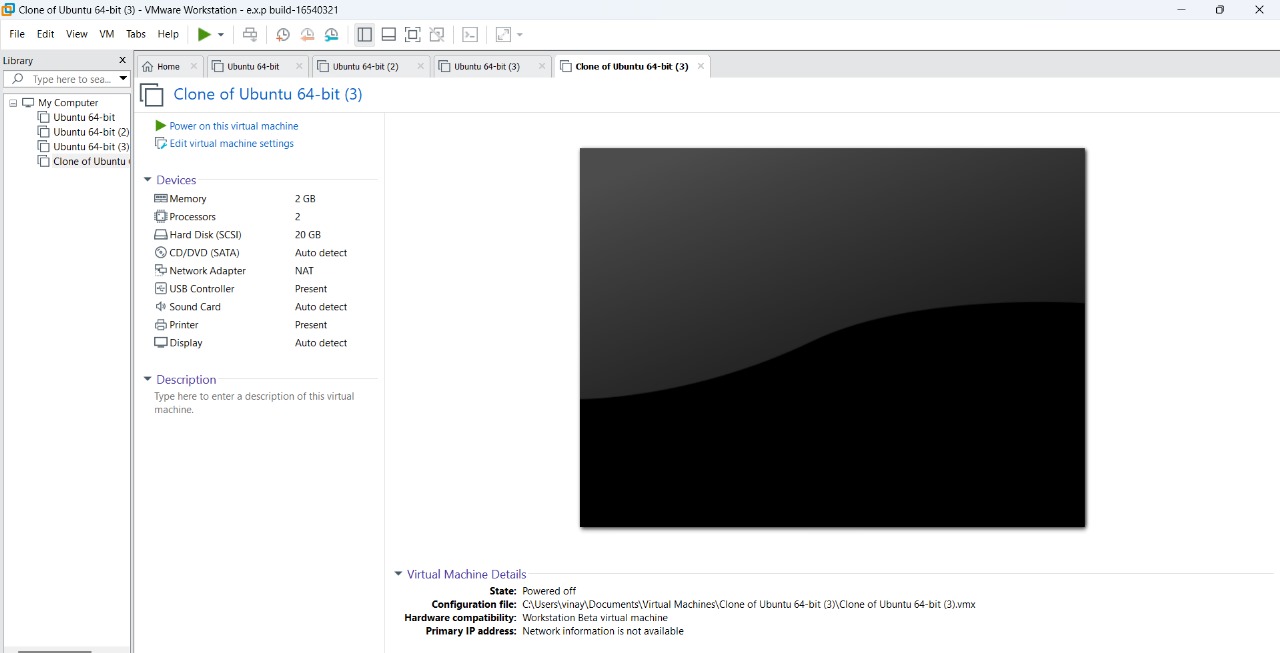 Clone of Ubuntu 64-bit (3) - VMware Workstation - e.x.p build-16540321
File Edit View VM Tabs Help
Library
Type here to sea...
Home
Ubuntu 64-bit
Ubuntu 64-bit (2)
Ubuntu 64-bit (3)
Clone of Ubuntu 64-bit (3)
My Computer
Ubuntu 64-bit
Ubuntu 64-bit (2)
Ubuntu 64-bit (3)
Clone of Ubuntu
Clone of Ubuntu 64-bit (3)
Power on this virtual machine
Edit virtual machine settings
Devices
Memory 2 GB
Processors 2
Hard Disk (SCSI) 20 GB
CD/DVD (SATA) Auto detect
Network Adapter NAT
USB Controller Present
Sound Card Auto detect
Printer Present
Display Auto detect
Description
Type here to enter a description of this virtual
machine.
Virtual Machine Details
State: Powered off
Configuration file: C:\Users\vinay\Documents\Virtual Machines\Clone of Ubuntu 64-bit (3)\Clone of Ubuntu 64-bit (3).vmx
Hardware compatibility: Workstation Beta virtual machine
Primary IP address: Network information is not available